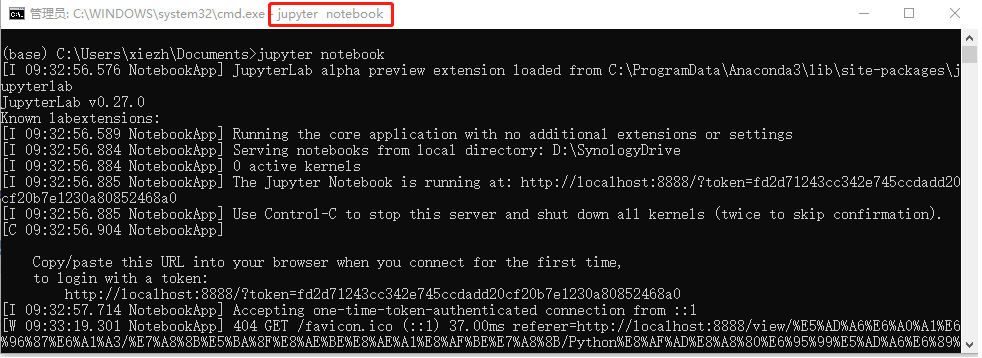 管理员: C:\WINDOWS\system32\cmd.exe - jupyter notebook
(base) C:\Users\xiezh\Documents>jupyter notebook
[I 09:32:56.576 NotebookApp] JupyterLab alpha preview extension loaded from C:\ProgramData\Anaconda3\lib\site-packages\j
upyterlab
JupyterLab v0.27.0
Known labextensions:
[I 09:32:56.589 NotebookApp] Running the core application with no additional extensions or settings
[I 09:32:56.884 NotebookApp] Serving notebooks from local directory: D:\SynologyDrive
[I 09:32:56.884 NotebookApp] 0 active kernels
[I 09:32:56.885 NotebookApp] The Jupyter Notebook is running at: http://localhost:8888/?token=fd2d71243cc342e745ccdadd20
cf20b7e1230a80852468a0
[I 09:32:56.885 NotebookApp] Use Control-C to stop this server and shut down all kernels (twice to skip confirmation).
[C 09:32:56.904 NotebookApp]
Copy/paste this URL into your browser when you connect for the first time,
to login with a token:
http://localhost:8888/?token=fd2d71243cc342e745ccdadd20cf20b7e1230a80852468a0
[I 09:32:57.714 NotebookApp] Accepting one-time-token-authenticated connection from ::1
[W 09:33:19.301 NotebookApp] 404 GET /favicon.ico (::1) 37.00ms referer=http://localhost:8888/view/%E5%AD%A6%E6%A0%A1%E6
%96%87%E6%A1%A3/%E7%A8%8B%E5%BA%8F%E8%AE%BE%E8%AE%A1%E8%AF%BE%E7%A8%8B/Python%E8%AF%AD%E8%A8%80%E6%95%99%E5%AD%A6%E6%89%